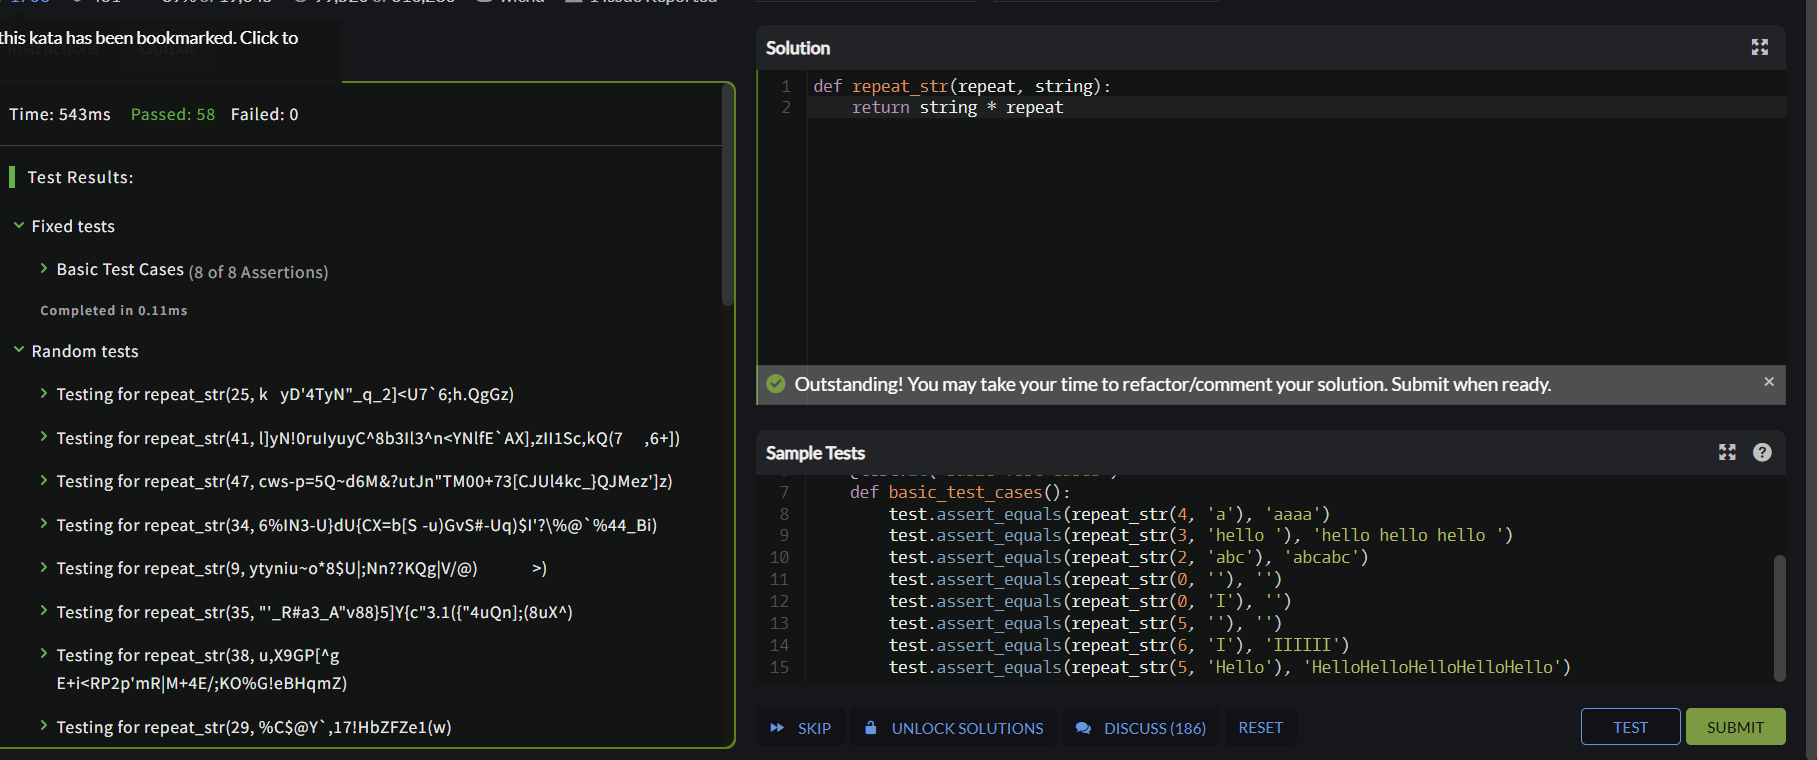 this kata has been bookmarked. Click to
Time: 543ms Passed: 58 Failed: 0
Test Results:
Fixed tests
Basic Test Cases (8 of 8 Assertions)
Completed in 0.11ms
Random tests
Testing for repeat_str(25, k yD'4TyN"_q_2]<U7`6;h.QgGz)
Testing for repeat_str(41, l]yN!0ruIyuyC^8b3Il3^n<YNlfE`AX],zII1Sc,kQ(7 ,6+])
Testing for repeat_str(47, cws-p=5Q~d6M&?utJn"TM00+73[CJUl4kc_}QJMez']z)
Testing for repeat_str(34, 6%IN3-U}dU{CX=b[S -u)GvS#-Uq)$I'?\%@`%44_Bi)
Testing for repeat_str(9, ytyniu~o*8$U|;Nn??KQg|V/@) >)
Testing for repeat_str(35, "'_R#a3_A"v88}5]Y{c"3.1({"4uQn];(8uX^)
Testing for repeat_str(38, u,X9GP[^g
E+i<RP2p'mR|M+4E/;KO%G!eBHqmZ)
Testing for repeat_str(29, %C$@Y`,17!HbZFZe1(w)
Solution
1 def repeat_str(repeat, string):
2 return string * repeat
Outstanding! You may take your time to refactor/comment your solution. Submit when ready. ×
Sample Tests
7 def basic_test_cases():
8 test.assert_equals(repeat_str(4, 'a'), 'aaaa')
9 test.assert_equals(repeat_str(3, 'hello '), 'hello hello hello ')
10 test.assert_equals(repeat_str(2, 'abc'), 'abcabc')
11 test.assert_equals(repeat_str(0, ''), '')
12 test.assert_equals(repeat_str(0, 'I'), '')
13 test.assert_equals(repeat_str(5, ''), '')
14 test.assert_equals(repeat_str(6, 'I'), 'IIIIII')
15 test.assert_equals(repeat_str(5, 'Hello'), 'HelloHelloHelloHelloHello')
SKIP UNLOCK SOLUTIONS DISCUSS (186) RESET TEST SUBMIT